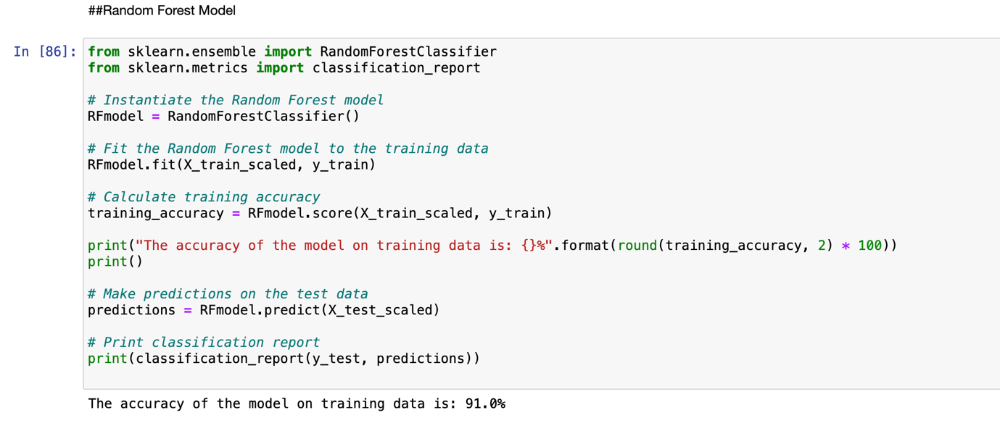 ##Random Forest Model
In [86]:
from sklearn.ensemble import RandomForestClassifier
from sklearn.metrics import classification_report
# Instantiate the Random Forest model
RFmodel = RandomForestClassifier()
# Fit the Random Forest model to the training data
RFmodel.fit(X_train_scaled, y_train)
# Calculate training accuracy
training_accuracy = RFmodel.score(X_train_scaled, y_train)
print("The accuracy of the model on training data is: {}%".format(round(training_accuracy, 2) * 100))
print()
# Make predictions on the test data
predictions = RFmodel.predict(X_test_scaled)
# Print classification report
print(classification_report(y_test, predictions))
The accuracy of the model on training data is: 91.0%